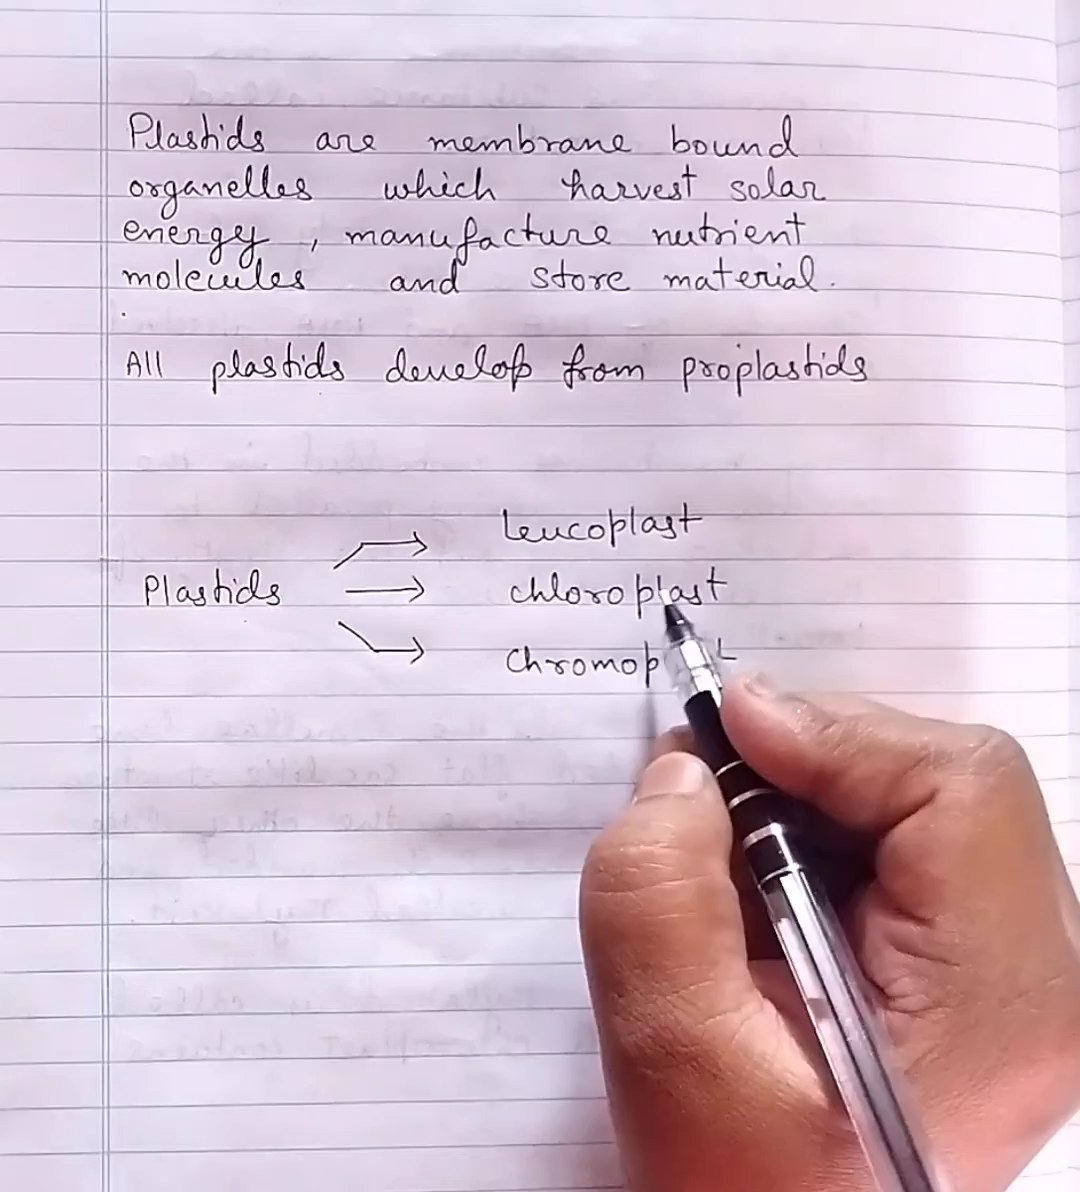 Plastids are membrane bound
organelles which harvest solar
energy, manufacture nutrient
molecules and store material.
All plastids develop from proplastids
Leucoplast
Plastids chloroplast